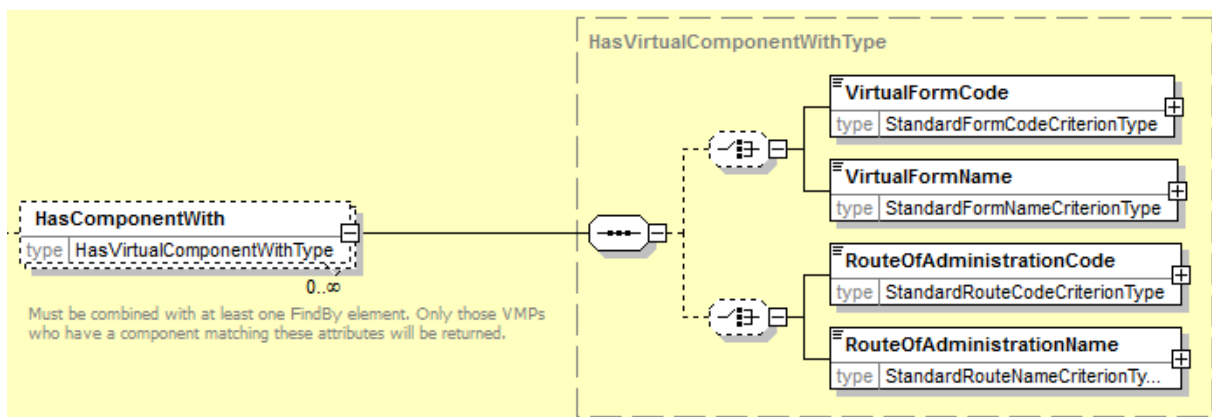 HasVirtualComponentWithType
VirtualFormCode
type StandardFormCodeCriterionType
VirtualFormName
type StandardFormNameCriterionType
HasComponentWith
type HasVirtualComponentWithType
0..∞
Must be combined with at least one FindBy element. Only those VMPs
who have a component matching these attributes will be returned.
RouteOfAdministrationCode
type StandardRouteCodeCriterionType
RouteOfAdministrationName
type StandardRouteNameCriterionTy...